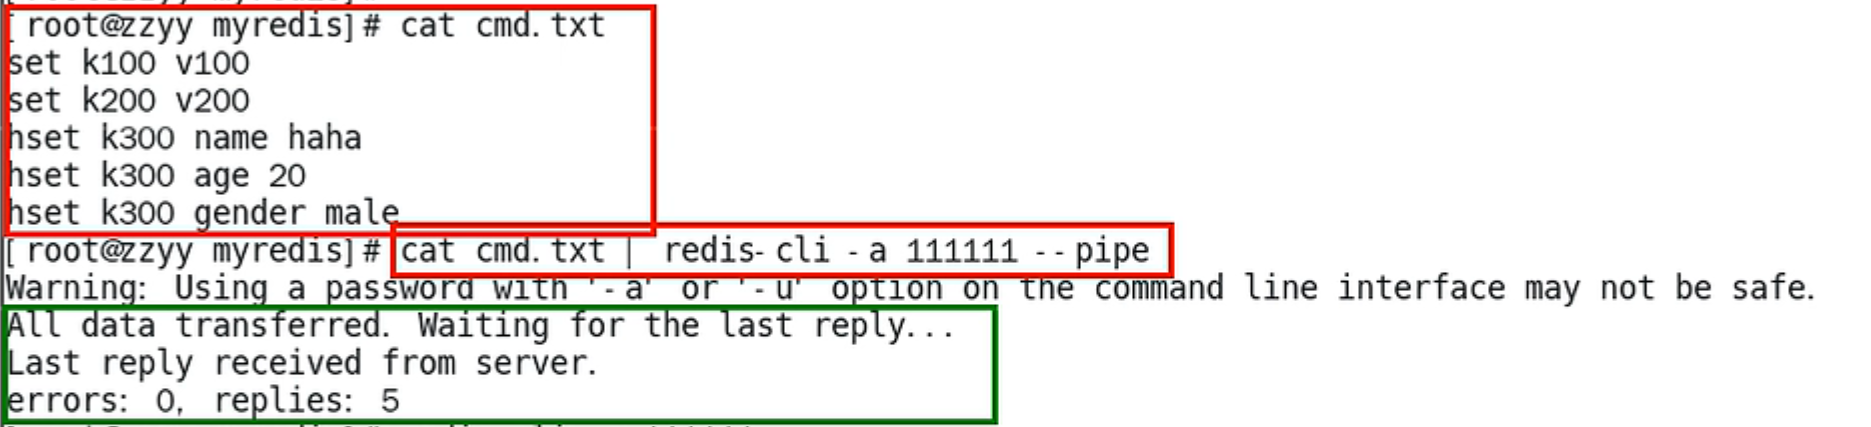 [root@zzyy myredis]# cat cmd.txt
set k100 v100
set k200 v200
hset k300 name haha
hset k300 age 20
hset k300 gender male
[root@zzyy myredis]# cat cmd.txt | redis-cli -a 111111 --pipe
Warning: Using a password with '-a' or '-u' option on the command line interface may not be safe.
All data transferred. Waiting for the last reply...
Last reply received from server.
errors: 0, replies: 5